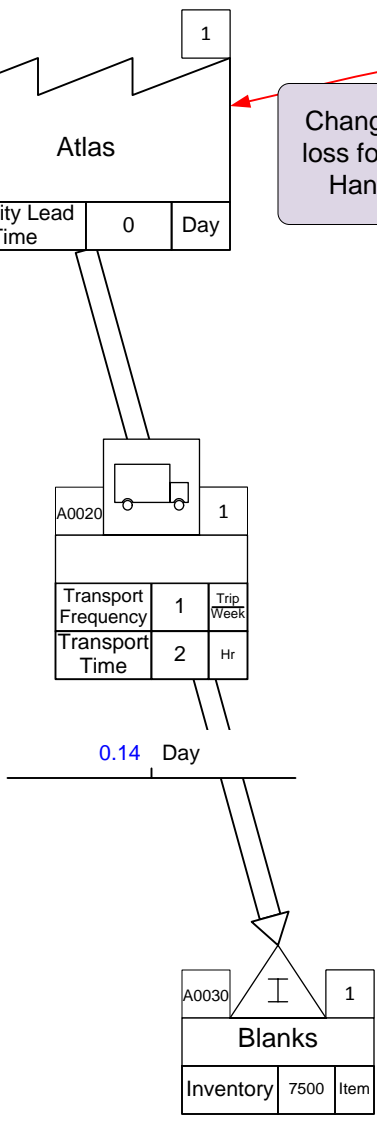 1
Atlas
Chang
loss fo
Han
ity Lead
Time
0
Day
A0020
1
Transport
Frequency
1
Trip
Week
Transport
Time
2
Hr
0.14 Day
A0030
1
Blanks
Inventory
7500
Item